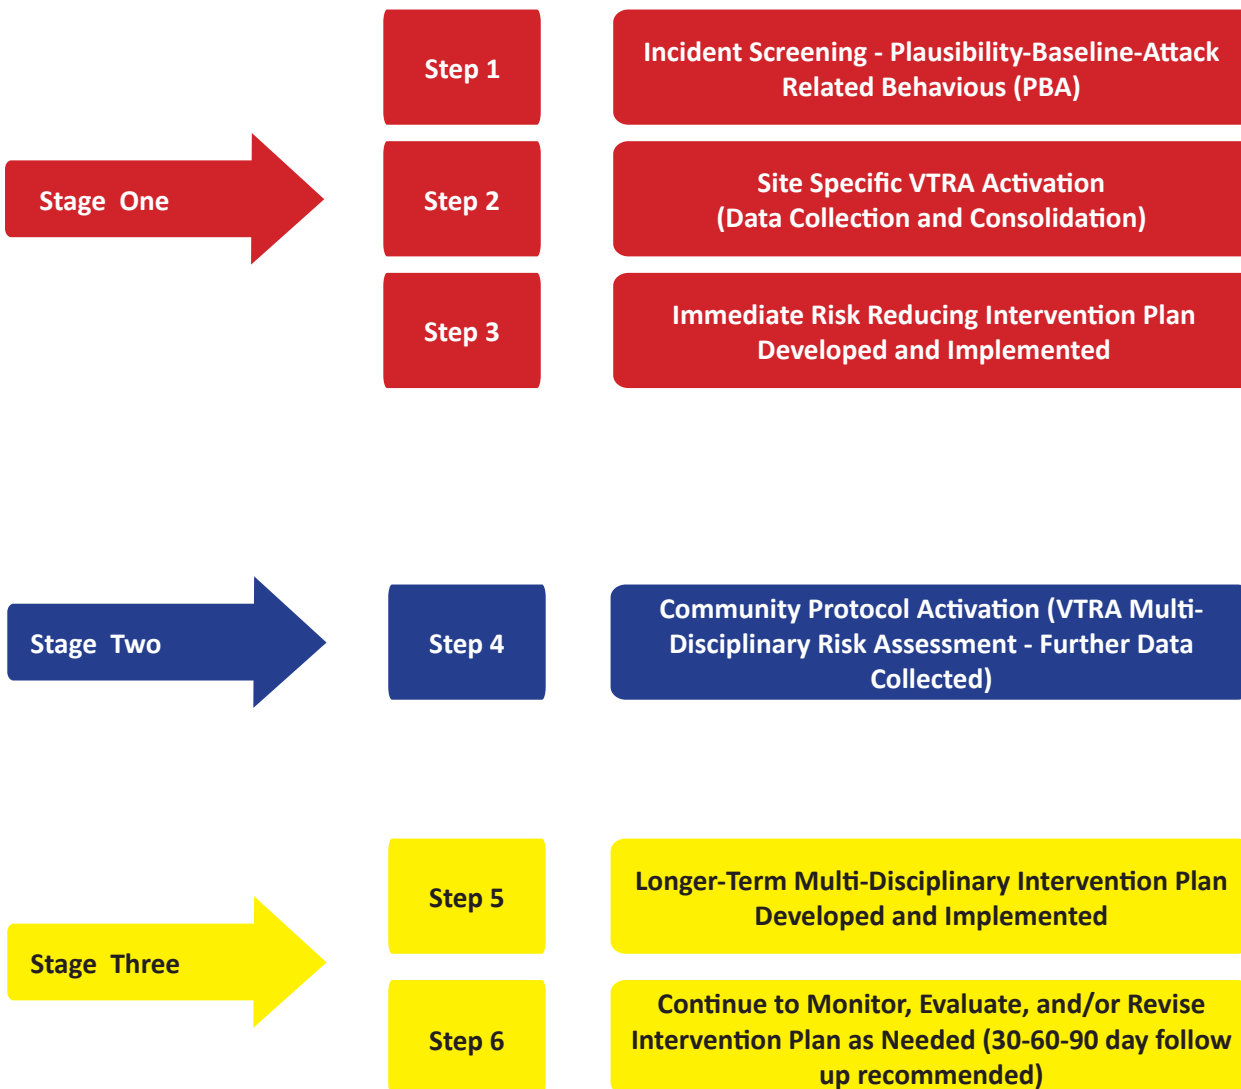 Stage One
Step 1
Incident Screening - Plausibility-Baseline-Attack
Related Behavious (PBA)
Step 2
Site Specific VTRA Activation
(Data Collection and Consolidation)
Step 3
Immediate Risk Reducing Intervention Plan
Developed and Implemented
Stage Two
Step 4
Community Protocol Activation (VTRA Multi-
Disciplinary Risk Assessment - Further Data
Collected)
Stage Three
Step 5
Longer-Term Multi-Disciplinary Intervention Plan
Developed and Implemented
Step 6
Continue to Monitor, Evaluate, and/or Revise
Intervention Plan as Needed (30-60-90 day follow
up recommended)